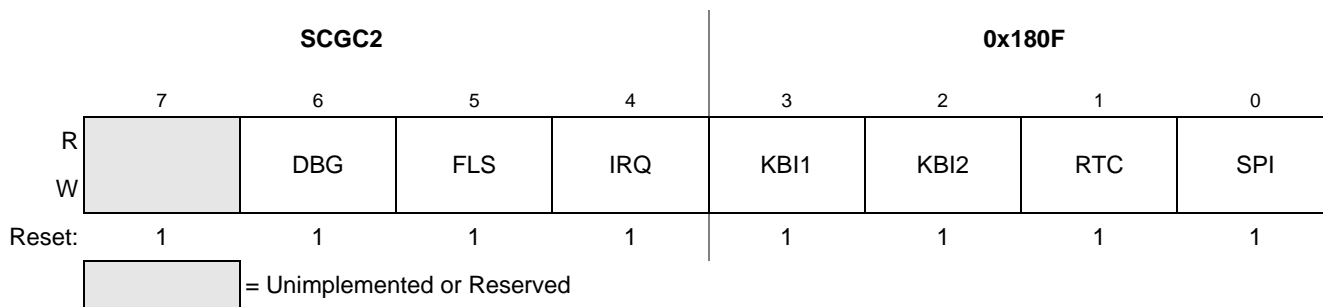 SCGC2 0x180F
7 6 5 4 3 2 1 0
R
DBG FLS IRQ KBI1 KBI2 RTC SPI
W
Reset: 1 1 1 1 1 1 1 1
= Unimplemented or Reserved